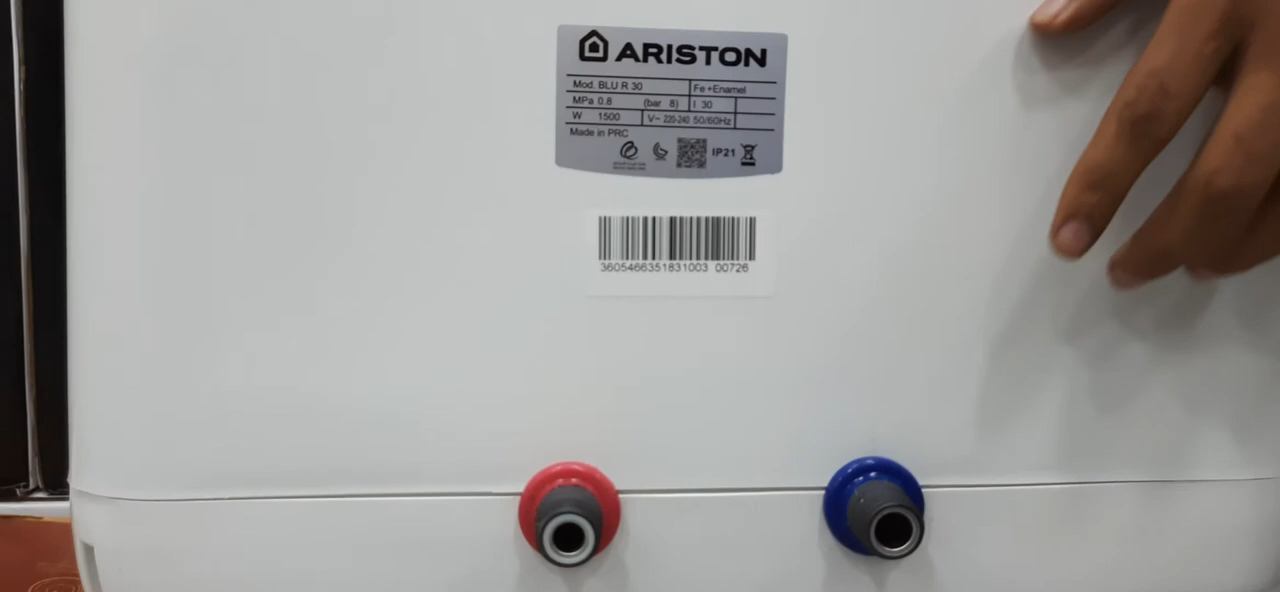 ARISTON
Mod. BLU R 30 Fe+Enamel
MPa 0.8 (bar 8) l 30
W 1500 V~ 220-240 50/60Hz
Made in PRC
IP21
3605466351831003 00726